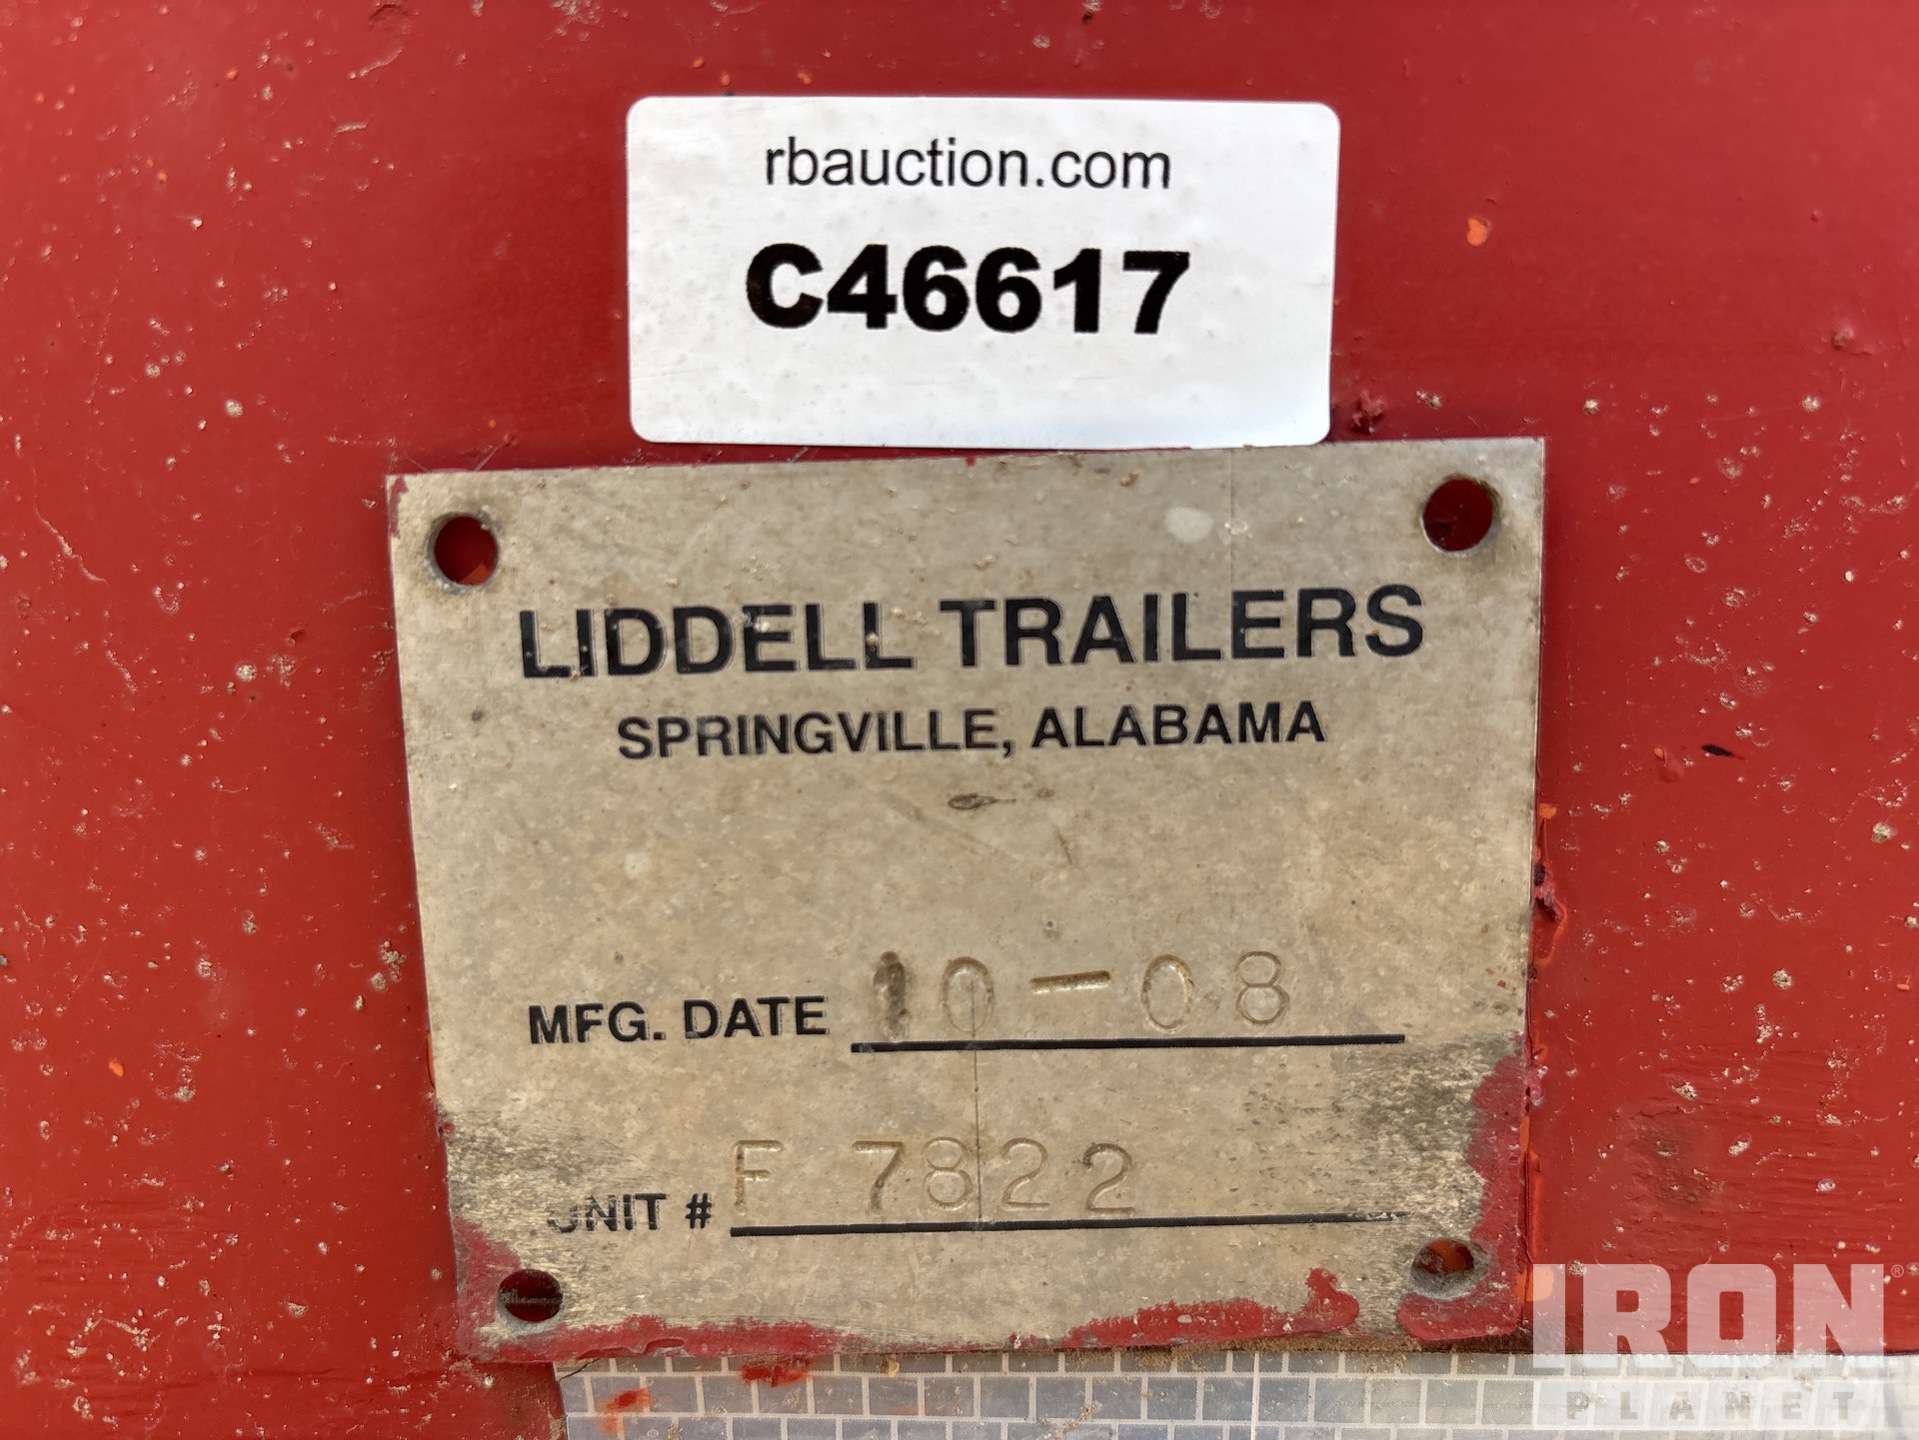 rbauction.com
C46617
LIDDELL TRAILERS
SPRINGVILLE, ALABAMA
MFG. DATE 10-08
UNIT # F 7822
IRON®
PLANET